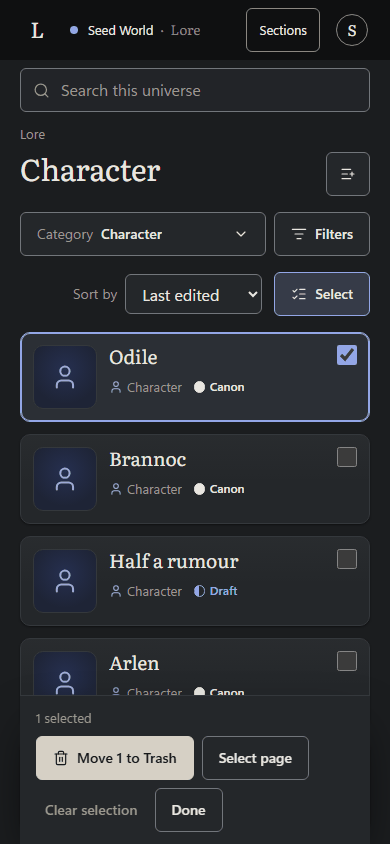 L Seed World · Lore Sections S
Search this universe
Lore
Character
Category Character Filters
Sort by Last edited Select
Odile
Character Canon
Brannoc
Character Canon
Half a rumour
Character Draft
Arlen
Character Canon
1 selected
Move 1 to Trash Select page
Clear selection Done